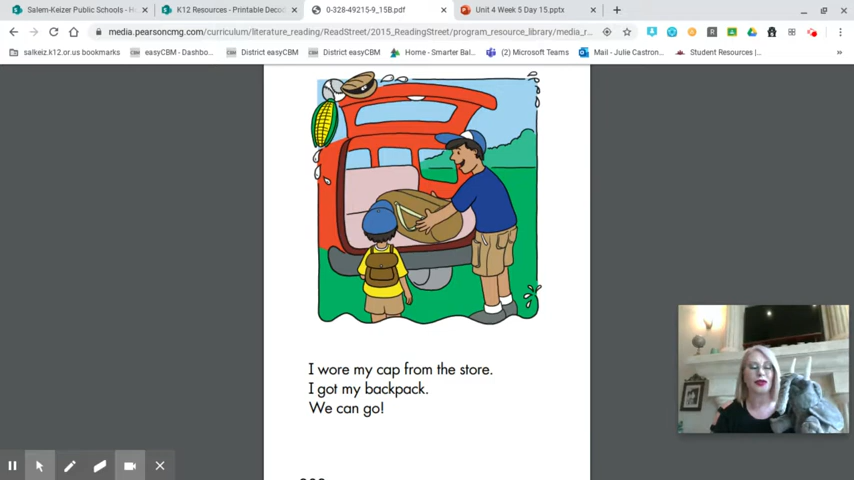 Salem-Keizer Public Schools - H
K12 Resources - Printable Decod
0-328-49215-9_15B.pdf
Unit 4 Week 5 Day 15.pptx
media.pearsoncmg.com/curriculum/literature_reading/ReadStreet/2015_ReadingStreet/program_resource_library/media_r...
salkeiz.k12.or.us bookmarks
easyCBM - Dashbo...
District easyCBM
District easyCBM
Home - Smarter Bal...
(1) Microsoft Teams
Mail - Julie Castron...
Student Resources |...
I wore my cap from the store.
I got my backpack.
We can go!